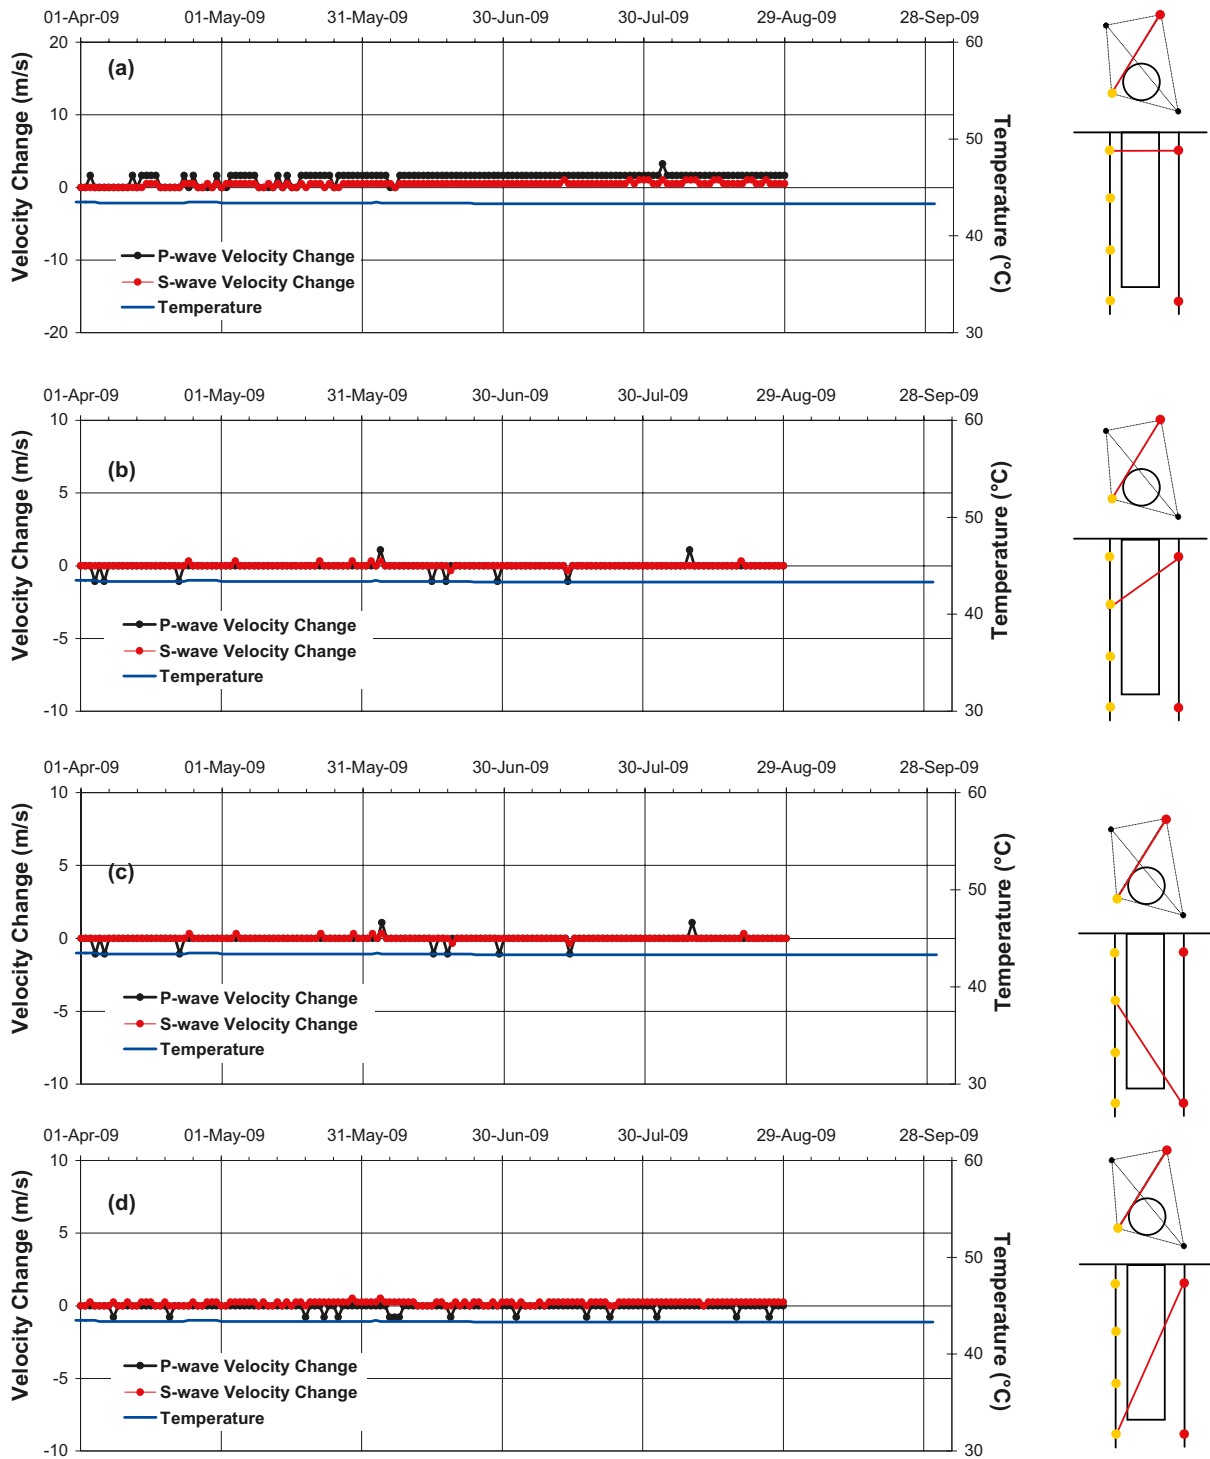 01-Apr-09 01-May-09 31-May-09 30-Jun-09 30-Jul-09 29-Aug-09 28-Sep-09
20 60
(a)
10 50
0
-10 40
-20 30
Velocity Change (m/s)
Temperature (°C)
P-wave Velocity Change
S-wave Velocity Change
Temperature
01-Apr-09 01-May-09 31-May-09 30-Jun-09 30-Jul-09 29-Aug-09 28-Sep-09
10 60
(b)
5 50
0
-5 40
-10 30
Velocity Change (m/s)
Temperature (°C)
P-wave Velocity Change
S-wave Velocity Change
Temperature
01-Apr-09 01-May-09 31-May-09 30-Jun-09 30-Jul-09 29-Aug-09 28-Sep-09
10 60
(c)
5 50
0
-5 40
-10 30
Velocity Change (m/s)
Temperature (°C)
P-wave Velocity Change
S-wave Velocity Change
Temperature
01-Apr-09 01-May-09 31-May-09 30-Jun-09 30-Jul-09 29-Aug-09 28-Sep-09
10 60
(d)
5 50
0
-5 40
-10 30
Velocity Change (m/s)
Temperature (°C)
P-wave Velocity Change
S-wave Velocity Change
Temperature